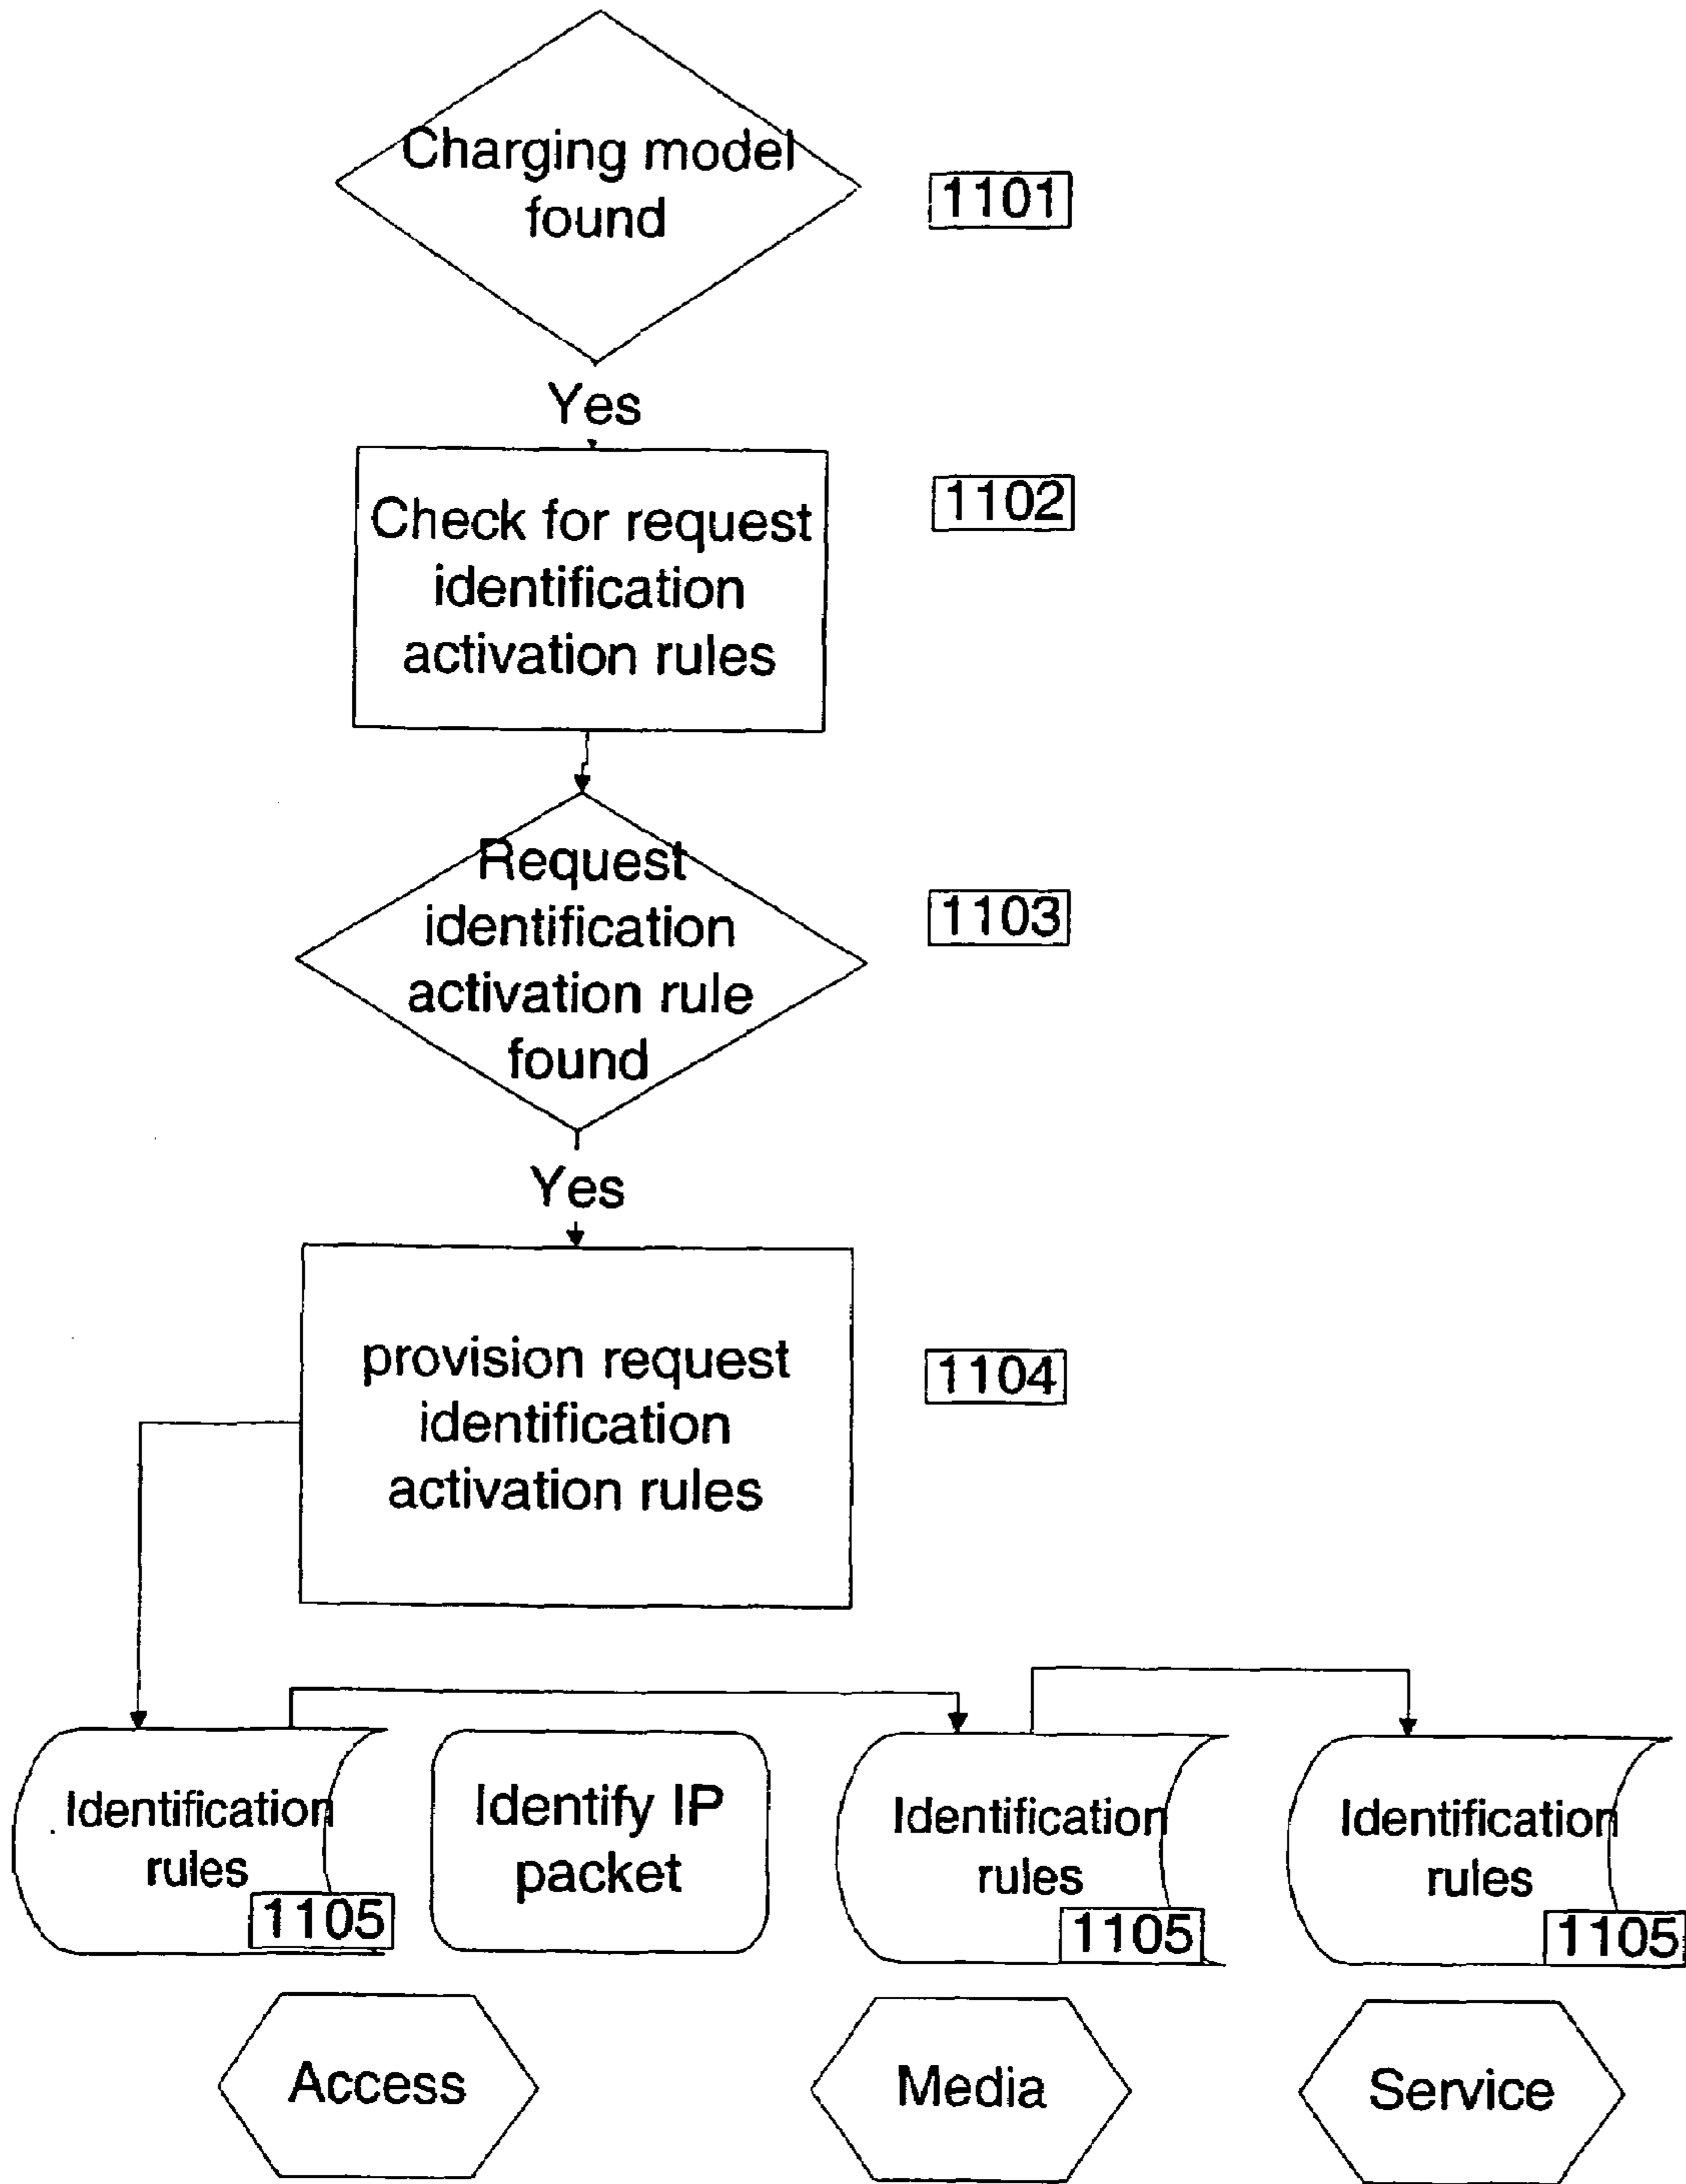 Charging model
found
1101
Yes
Check for request
identification
activation rules
1102
Request
identification
activation rule
found
1103
Yes
provision request
identification
activation rules
1104
Identification
rules
1105
Identify IP
packet
Identification
rules
1105
Identification
rules
1105
Access
Media
Service